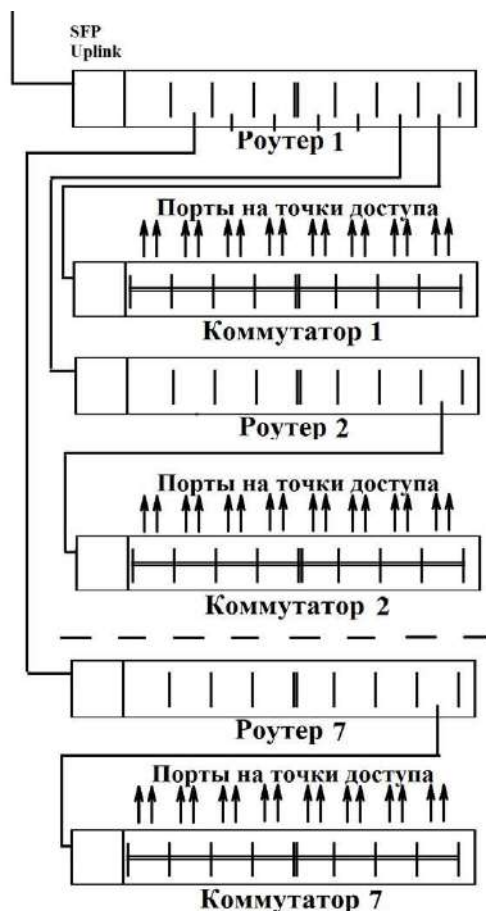 SFP
Uplink
Роутер 1
Порты на точки доступа
Коммутатор 1
Роутер 2
Порты на точки доступа
Коммутатор 2
Роутер 7
Порты на точки доступа
Коммутатор 7